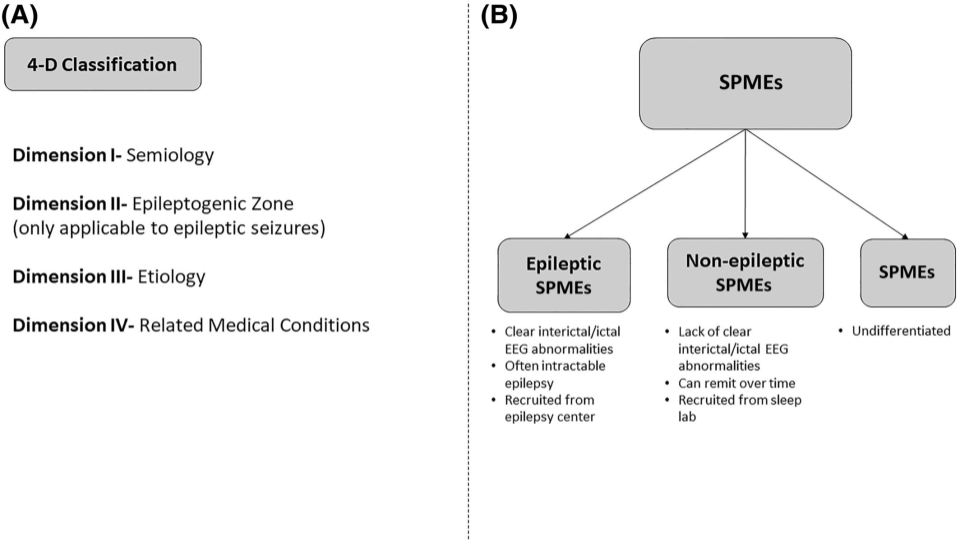 (A)
4-D Classification
Dimension I- Semiology
Dimension II- Epileptogenic Zone
(only applicable to epileptic seizures)
Dimension III- Etiology
Dimension IV- Related Medical Conditions
(B)
SPMEs
Epileptic
SPMEs
• Clear interictal/ictal
EEG abnormalities
• Often intractable
epilepsy
• Recruited from
epilepsy center
Non-epileptic
SPMEs
• Lack of clear
interictal/ictal EEG
abnormalities
• Can remit over time
• Recruited from sleep
lab
SPMEs
• Undifferentiated